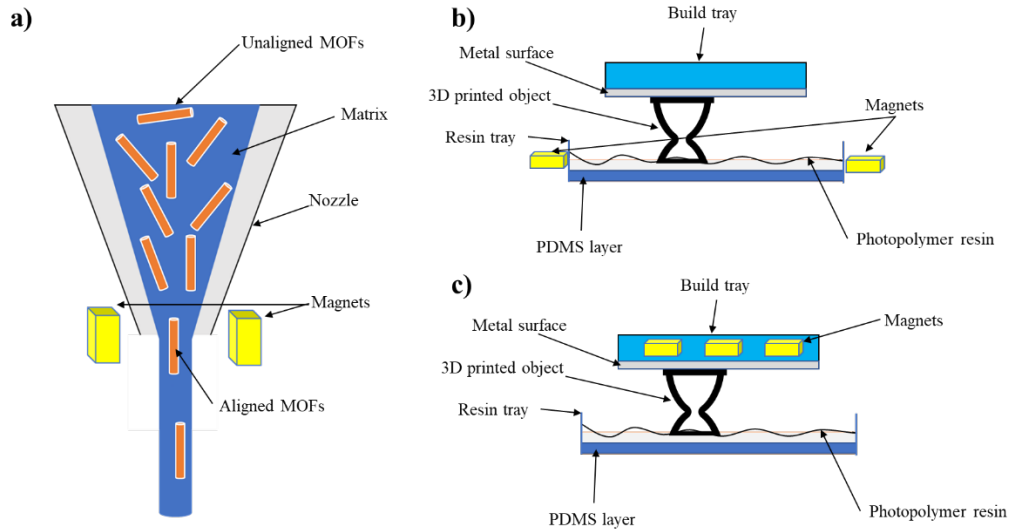 a)
Unaligned MOFs
Matrix
Nozzle
Magnets
Aligned MOFs
b)
Build tray
Metal surface
3D printed object
Magnets
Resin tray
PDMS layer
Photopolymer resin
c)
Build tray
Metal surface
Magnets
3D printed object
Resin tray
PDMS layer
Photopolymer resin